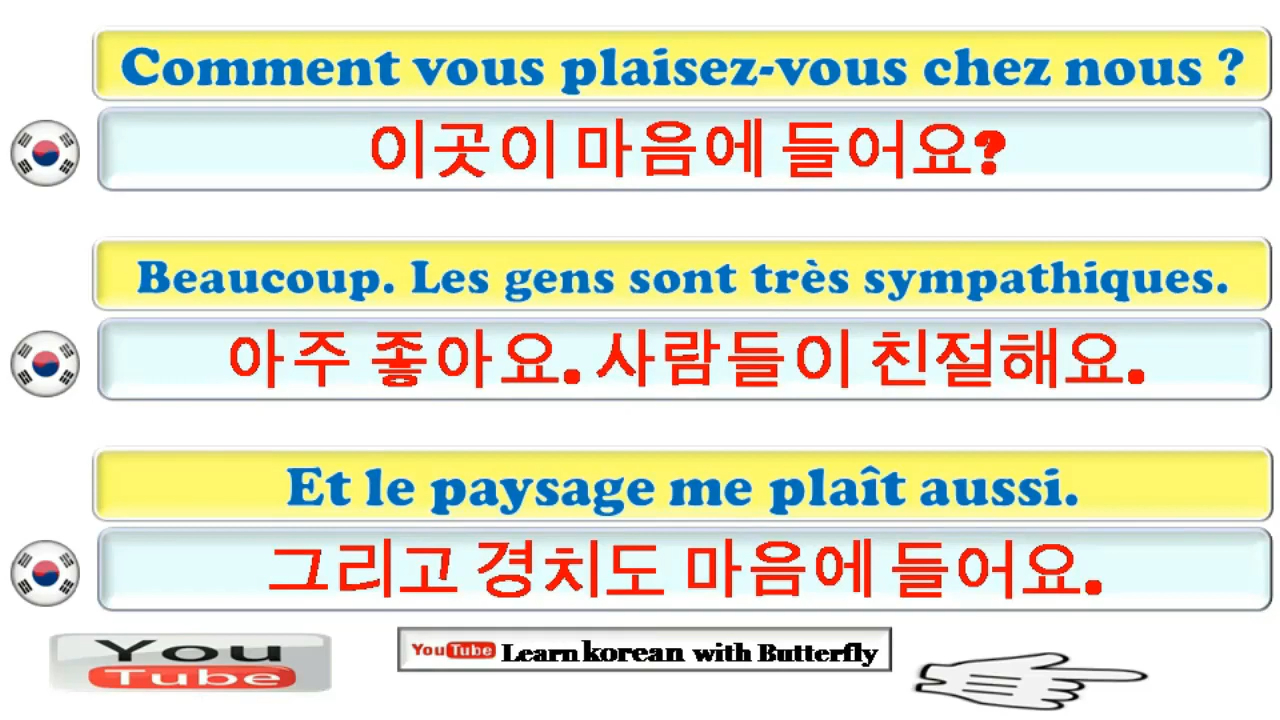 Comment vous plaisez-vous chez nous ?
이곳이 마음에 들어요?
Beaucoup. Les gens sont très sympathiques.
아주 좋아요. 사람들이 친절해요.
Et le paysage me plaît aussi.
그리고 경치도 마음에 들어요.
You
Tube
YouTube Learn korean with Butterfly